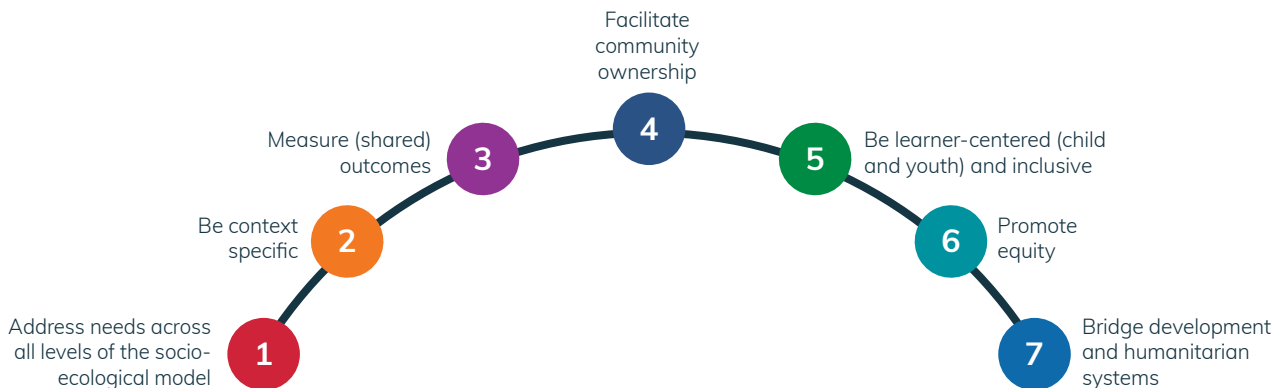 Address needs across
all levels of the socio-
ecological model
1
Be context
specific
2
Measure (shared)
outcomes
3
Facilitate
community
ownership
4
5
Be learner-centered (child
and youth) and inclusive
6
Promote
equity
7
Bridge development
and humanitarian
systems